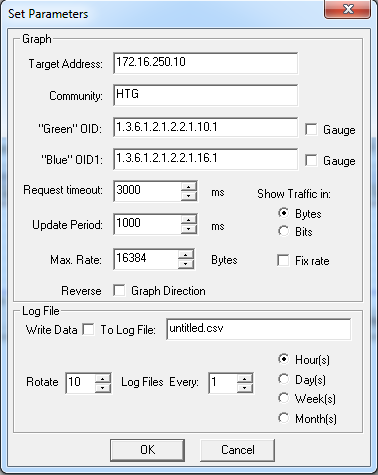 Set Parameters
Graph
Target Address: 172.16.250.10
Community: HTG
"Green" OID: 1.3.6.1.2.1.2.2.1.10.1 Gauge
"Blue" OID1: 1.3.6.1.2.1.2.2.1.16.1 Gauge
Request timeout: 3000 ms Show Traffic in:
Bytes
Update Period: 1000 ms
Bits
Max. Rate: 16384 Bytes Fix rate
Reverse Graph Direction
Log File
Write Data To Log File: untitled.csv
Hour(s)
Rotate 10 Log Files Every: 1 Day(s)
Week(s)
Month(s)
OK Cancel